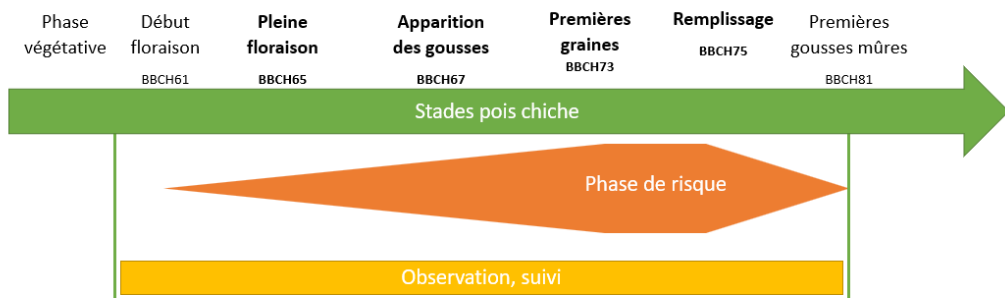 Phase
végétative
Début
floraison
BBCH61
Pleine
floraison
BBCH65
Apparition
des gousses
BBCH67
Premières
graines
BBCH73
Remplissage
BBCH75
Premières
gousses mûres
BBCH81
Stades pois chiche
Phase de risque
Observation, suivi